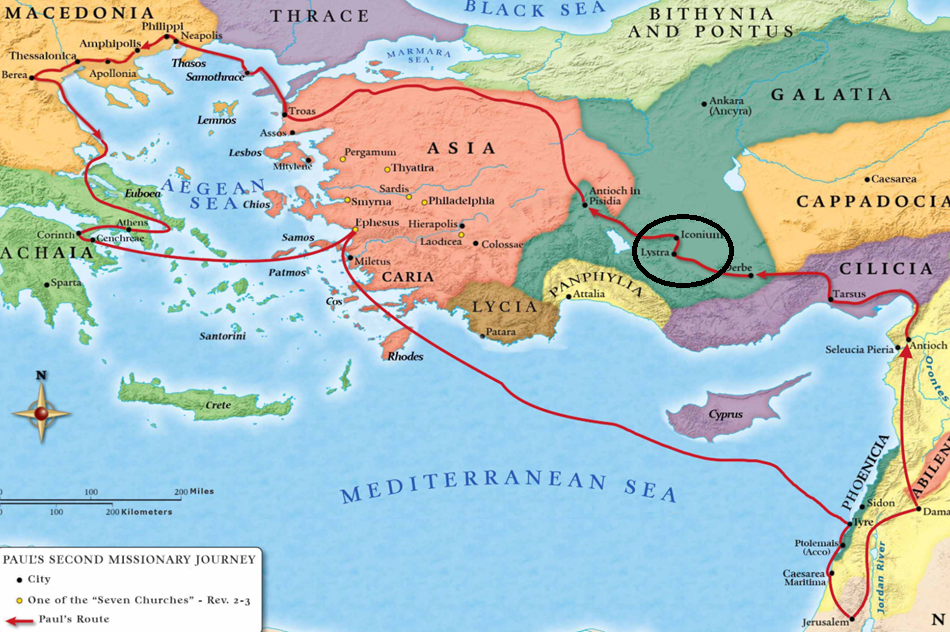 MACEDONIA
THRACE
BLACK SEA
BITHYNIA
AND PONTUS
Philippi
Neapolis
Amphipolis
Thessalonica
Apollonia
Berea
Thasos
Samothrace
MARMARA
SEA
GALATIA
Ankara
(Ancyra)
Lemnos
Troas
Assos
Lesbos
Mitylene
ASIA
Pergamum
Thyatira
Caesarea
CAPPADOCIA
AEGEAN
SEA
Euboea
Chios
Sardis
Smyrna
Philadelphia
Antioch in
Pisidia
Athens
Corinth
Cenchreae
ACHAIA
Samos
Ephesus
Hierapolis
Laodicea
Colossae
Iconium
Lystra
Derbe
CILICIA
Tarsus
Sparta
Patmos
Miletus
CARIA
Cos
LYCIA
PAMPHYLIA
Attalia
Patara
Santorini
Rhodes
Seleucia Pieria
Antioch
Orontes
N
Crete
Cyprus
MEDITERRANEAN SEA
PHOENICIA
ABILEN
Sidon
Dama
Tyre
Ptolemais
(Acco)
Caesarea
Maritima
Jordan River
Jerusalem
N
0 100 200 Miles
0 100 200 Kilometers
PAUL'S SECOND MISSIONARY JOURNEY
City
One of the "Seven Churches" - Rev. 2-3
Paul's Route